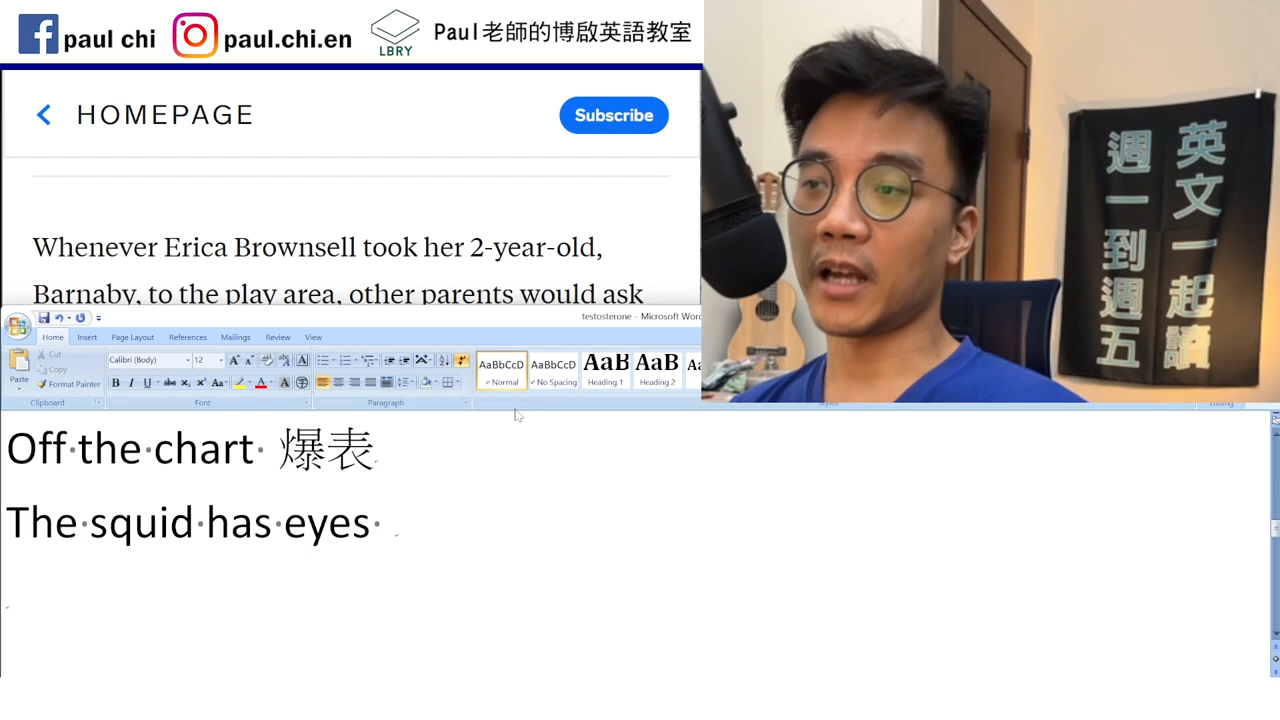 paul chi
paul.chi.en
LBRY
Paul老師的博啟英語教室
HOMEPAGE
Subscribe
Whenever Erica Brownsell took her 2-year-old,
Barnaby, to the play area, other parents would ask
testosterone - Microsoft Wor
Home Insert Page Layout References Mailings Review View
Paste
Cut
Copy
Format Painter
Calibri (Body) 12
AaBbCcD AaBbCcD AaB AaB Aa
Normal No Spacing Heading 1 Heading 2
Clipboard Font Paragraph
Off the chart 爆表
The squid has eyes
英文一起讀
週一到週五